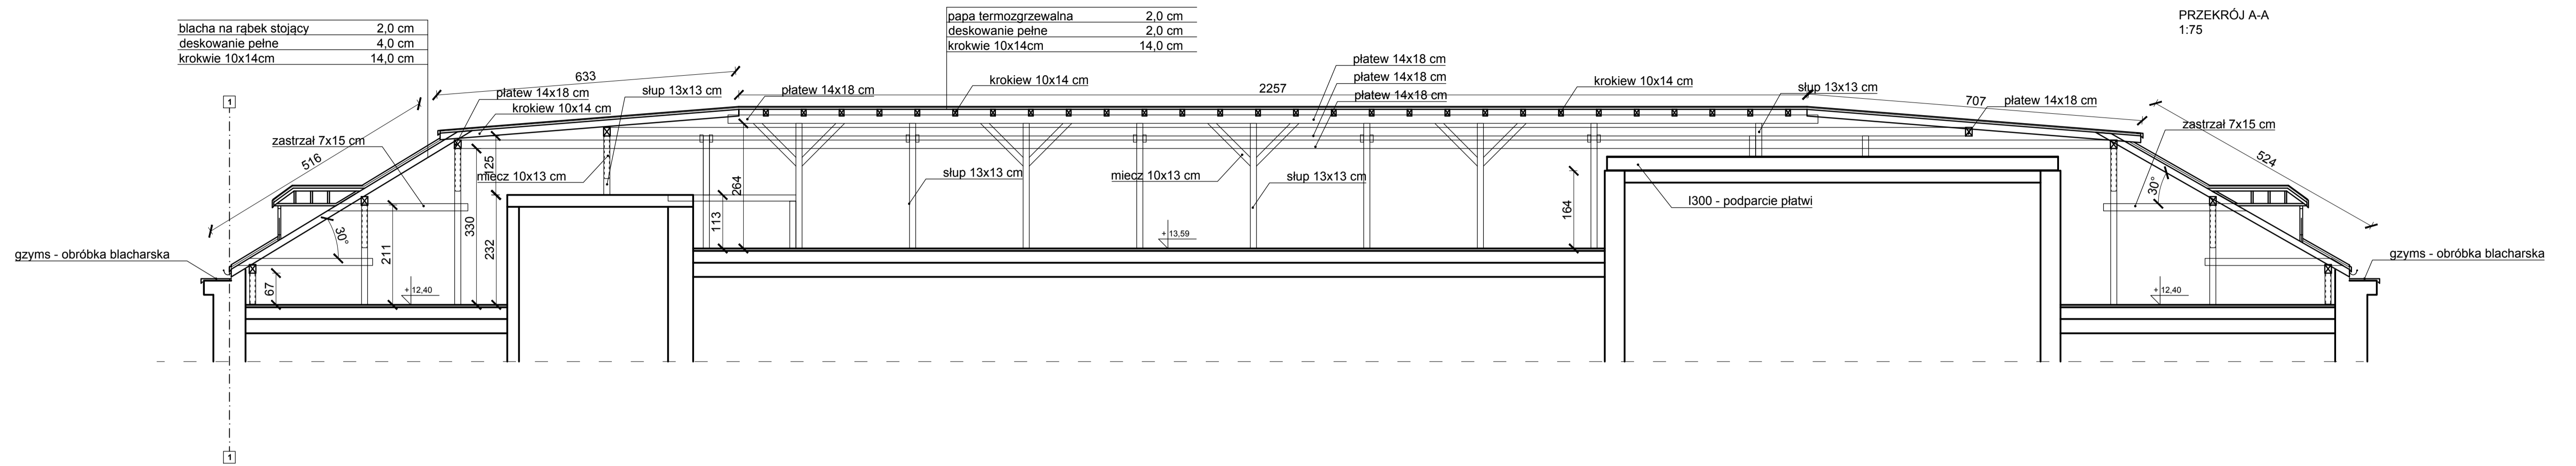 PRZEKRÓJ A-A
1:75
blacha na rąbek stojący 2,0 cm
deskowanie pełne 4,0 cm
krokwie 10x14cm 14,0 cm
papa termozgrzewalna 2,0 cm
deskowanie pełne 2,0 cm
krokwie 10x14cm 14,0 cm
633
płatew 14x18 cm
krokiew 10x14 cm
słup 13x13 cm
płatew 14x18 cm
krokiew 10x14 cm
2257
płatew 14x18 cm
płatew 14x18 cm
płatew 14x18 cm
krokiew 10x14 cm
słup 13x13 cm
707
płatew 14x18 cm
zastrzał 7x15 cm
1
zastrzał 7x15 cm
516
524
125
miecz 10x13 cm
264
słup 13x13 cm
miecz 10x13 cm
słup 13x13 cm
30°
I300 - podparcie płatwi
113
164
330
232
211
30°
67
+ 13,59
gzyms - obróbka blacharska
gzyms - obróbka blacharska
+ 12,40
+ 12,40
1